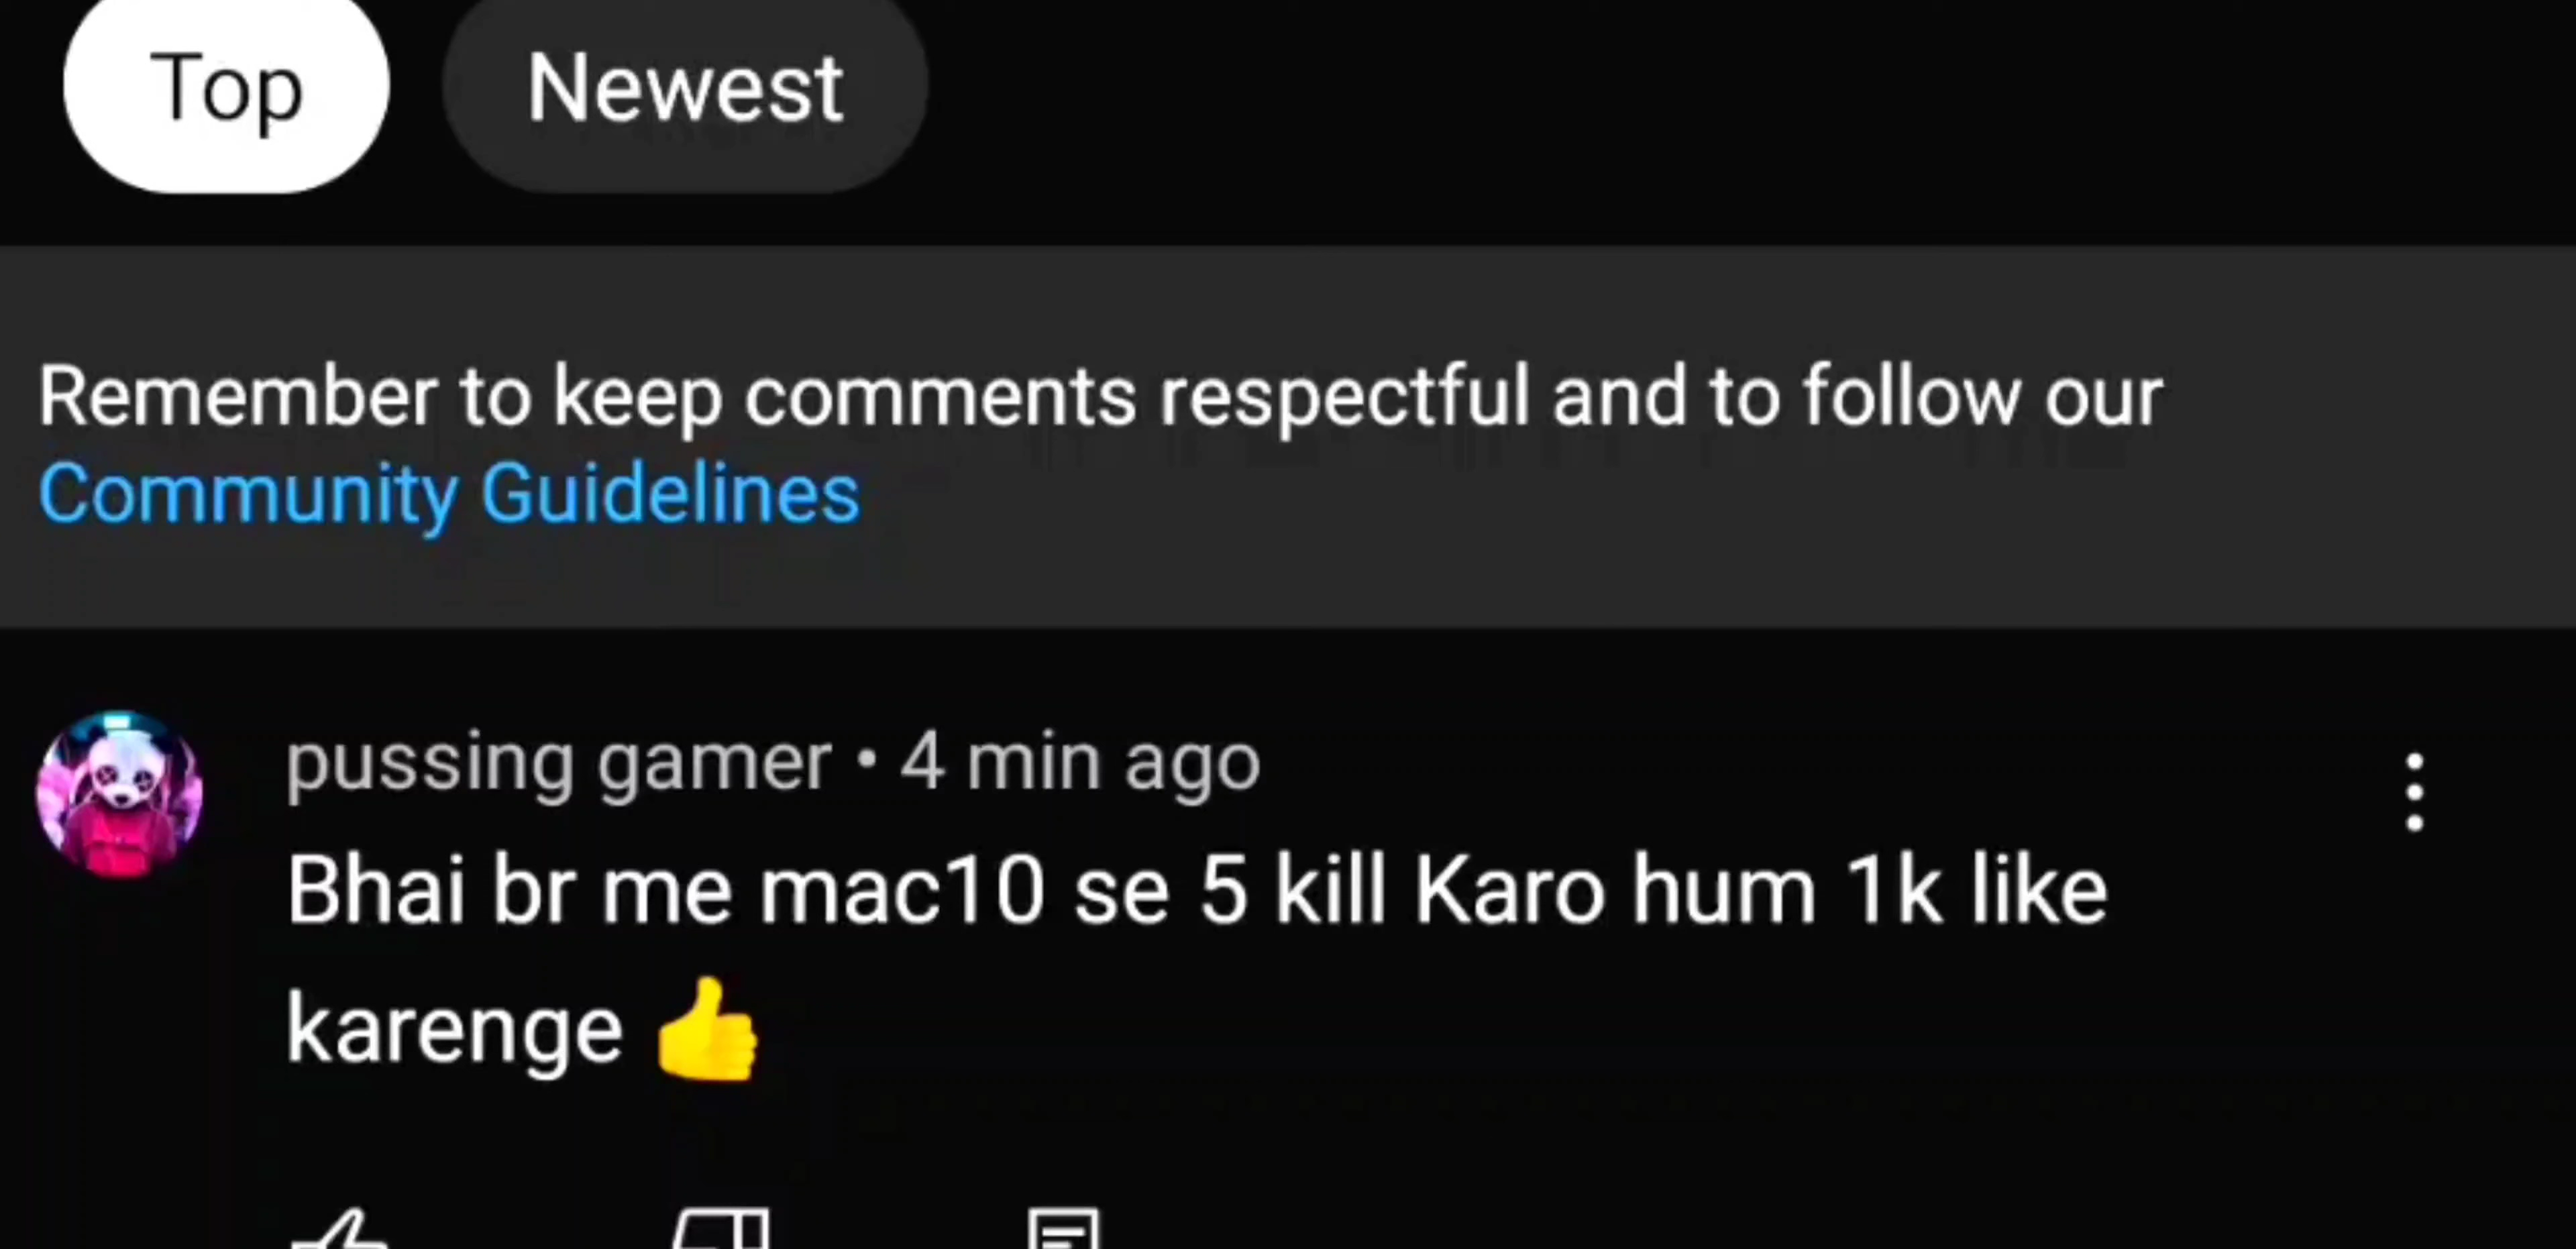 Top Newest
Remember to keep comments respectful and to follow our
Community Guidelines
pussing gamer • 4 min ago
Bhai br me mac10 se 5 kill Karo hum 1k like
karenge 👍